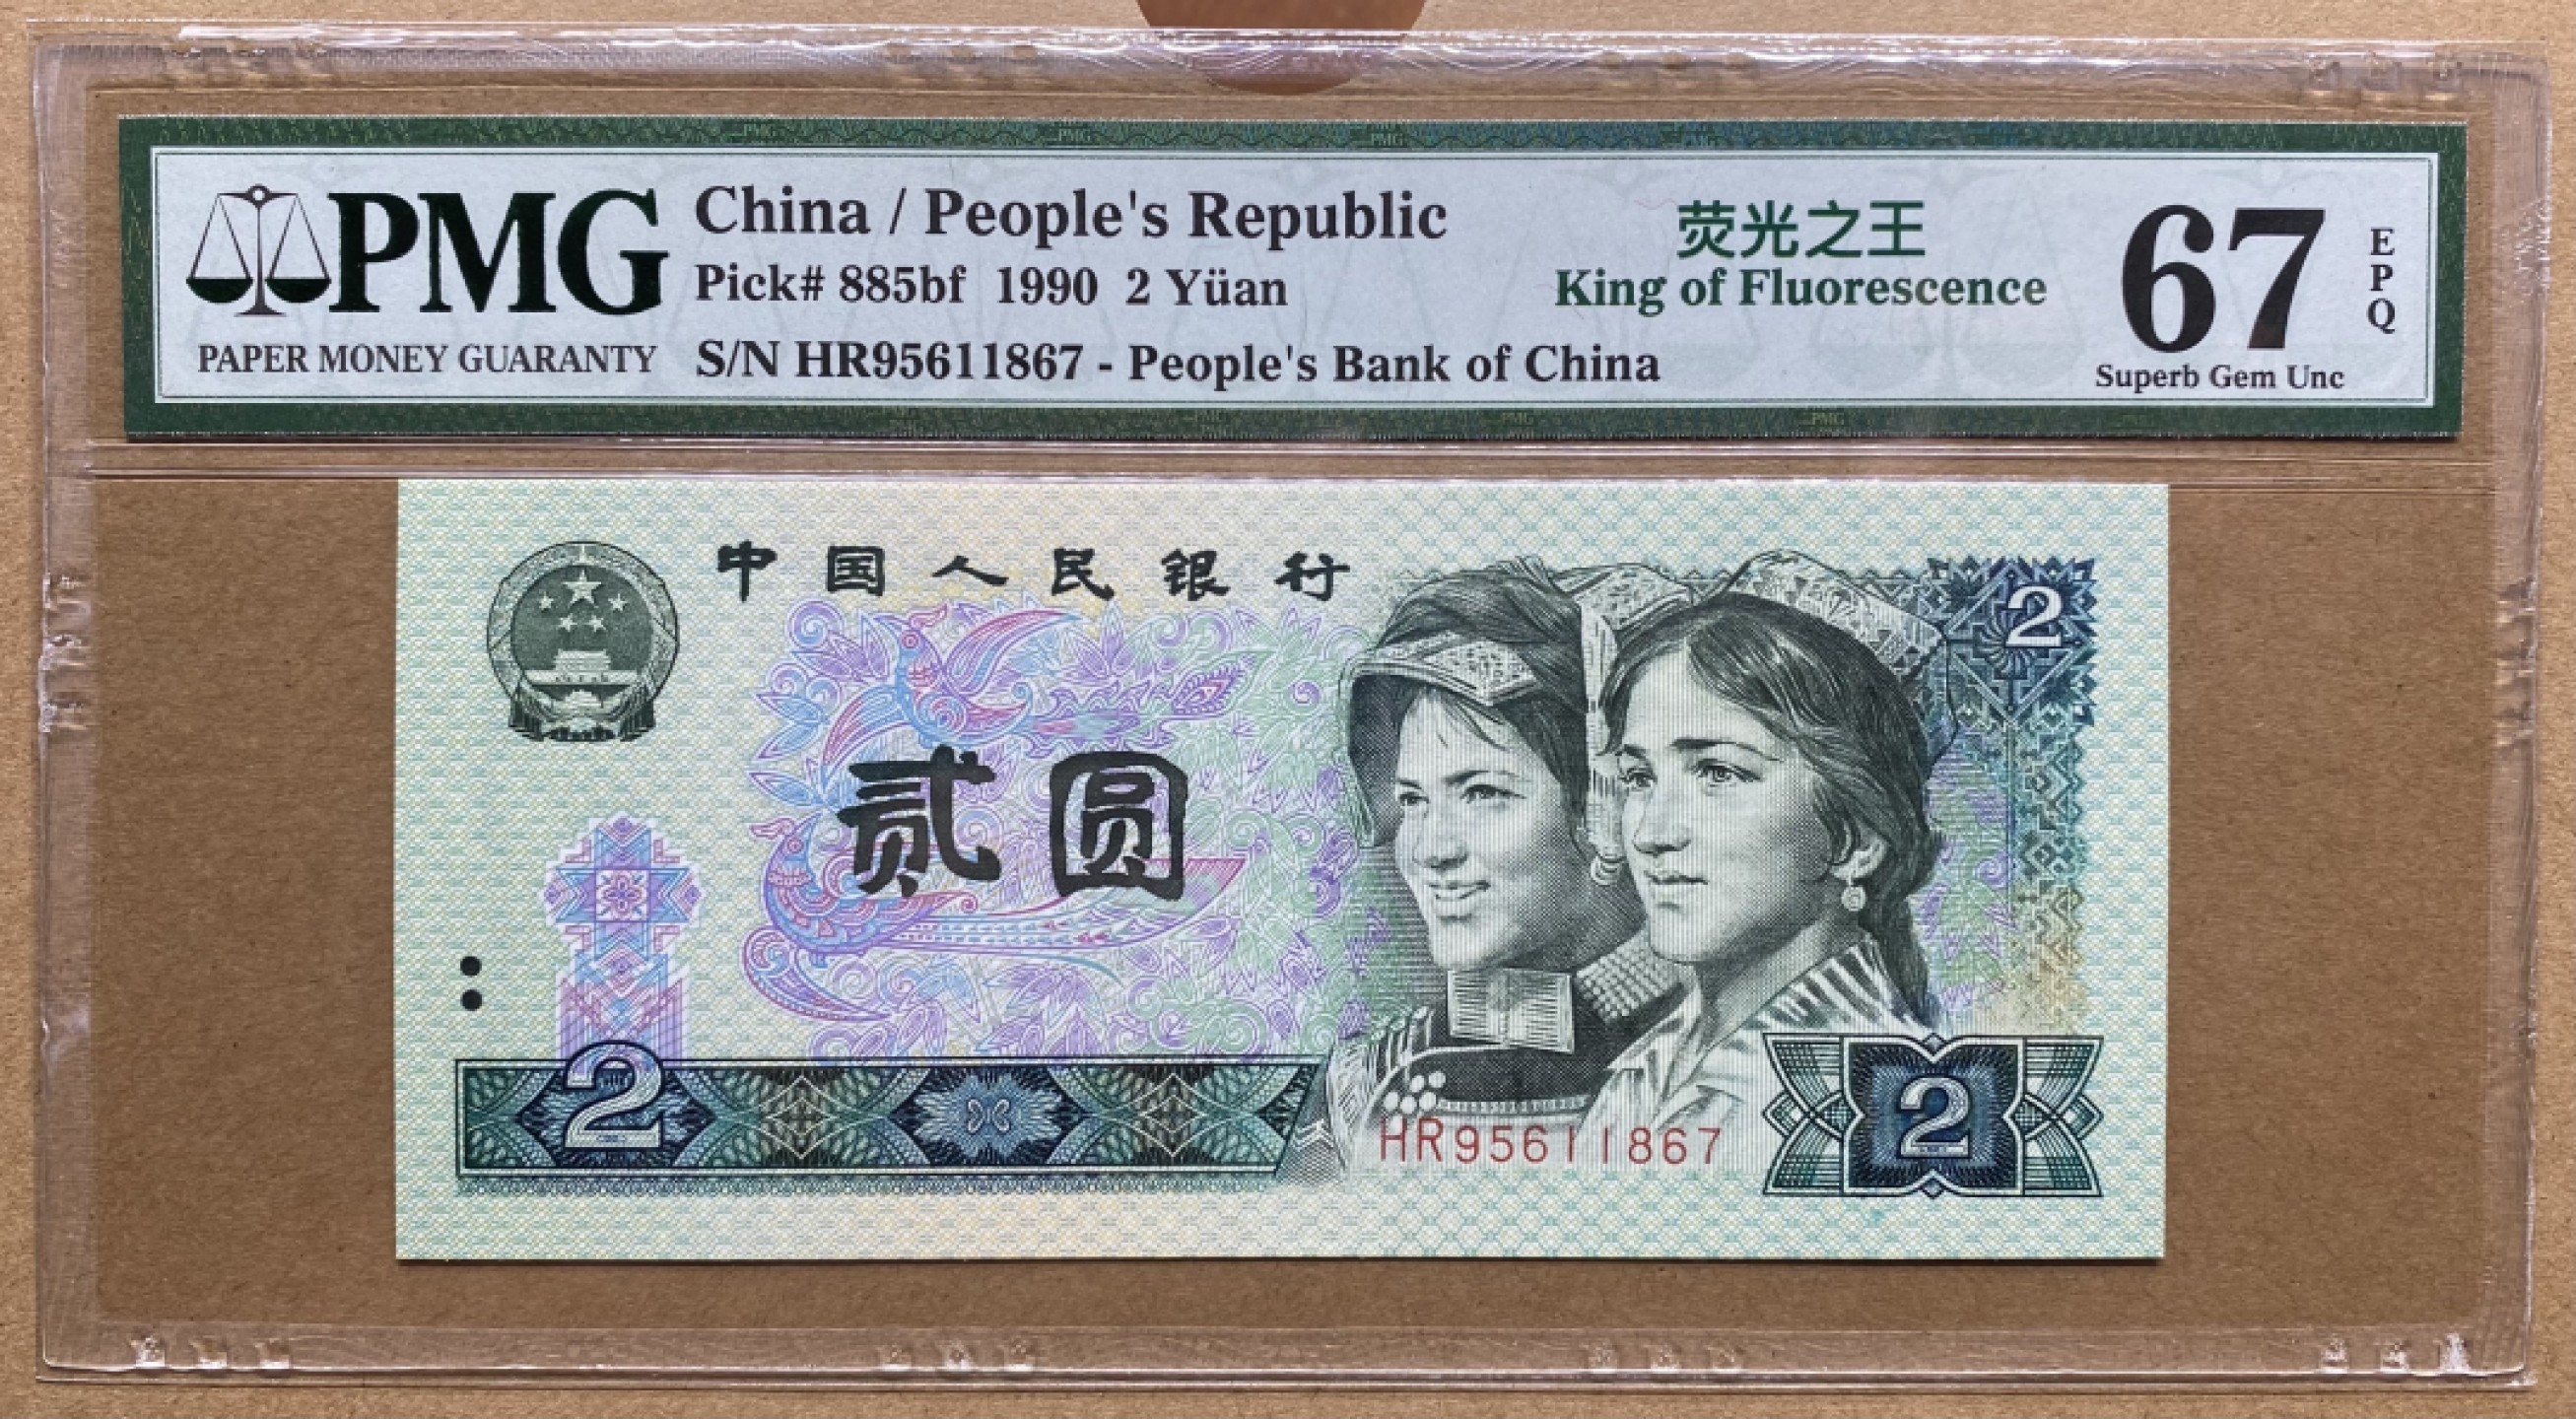 PMG
PAPER MONEY GUARANTY
China / People's Republic
Pick# 885bf 1990 2 Yüan
S/N HR95611867 - People's Bank of China
荧光之王
King of Fluorescence
67
EPQ
Superb Gem Unc
中国人民银行
2
贰圆
2
HR95611867
2